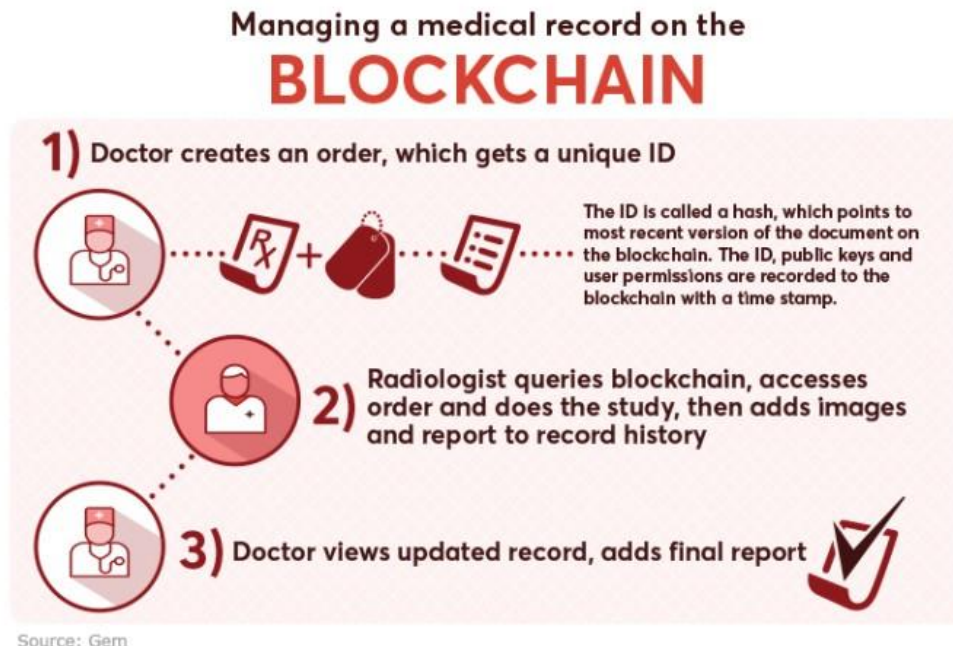 Managing a medical record on the
BLOCKCHAIN
1) Doctor creates an order, which gets a unique ID
Rx
The ID is called a hash, which points to
most recent version of the document on
the blockchain. The ID, public keys and
user permissions are recorded to the
blockchain with a time stamp.
2) Radiologist queries blockchain, accesses
order and does the study, then adds images
and report to record history
3) Doctor views updated record, adds final report
Source: Gem